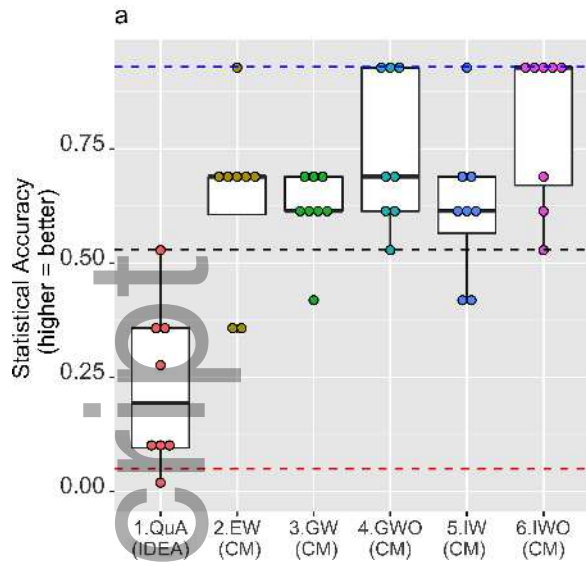 a
Statistical Accuracy
(higher = better)
0.75
0.50
0.25
0.00
1.QuA
(IDEA)
2.EW
(CM)
3.GW
(CM)
4.GWO
(CM)
5.IW
(CM)
6.IWO
(CM)
cript